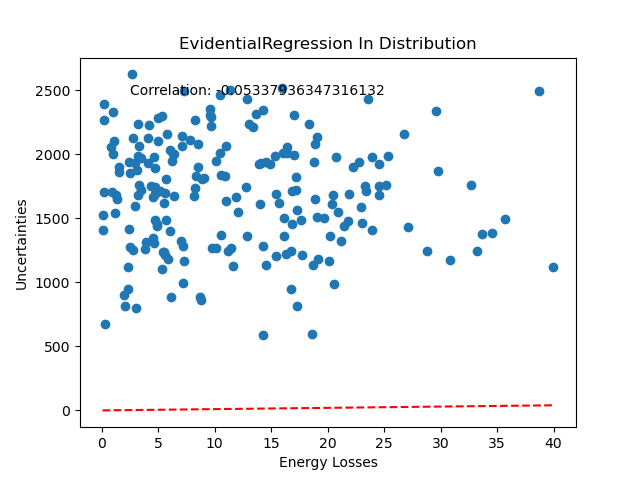 EvidentialRegression In Distribution
Correlation: -0.05337936347316132
Uncertainties
2500
2000
1500
1000
500
0
0 5 10 15 20 25 30 35 40
Energy Losses